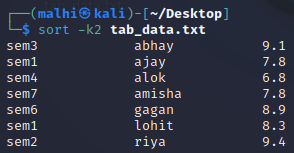 ┌──(malhi㉿kali)-[~/Desktop]
└─$ sort -k2 tab_data.txt
sem3 abhay 9.1
sem1 ajay 7.8
sem4 alok 6.8
sem7 amisha 7.8
sem6 gagan 8.9
sem1 lohit 8.3
sem2 riya 9.4